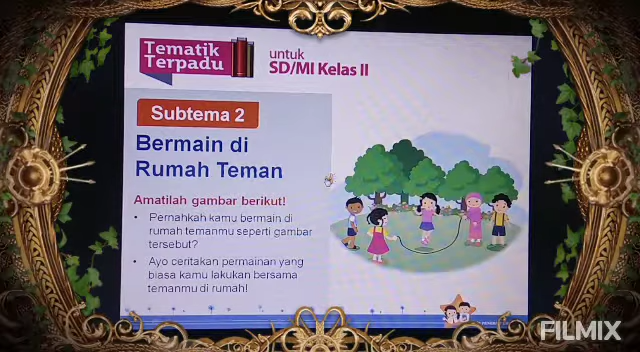 Tematik
Terpadu
untuk
SD/MI Kelas II
Subtema 2
Bermain di
Rumah Teman
Amatilah gambar berikut!
• Pernahkah kamu bermain di
rumah temanmu seperti gambar
tersebut?
• Ayo ceritakan permainan yang
biasa kamu lakukan bersama
temanmu di rumah!
FILMIX